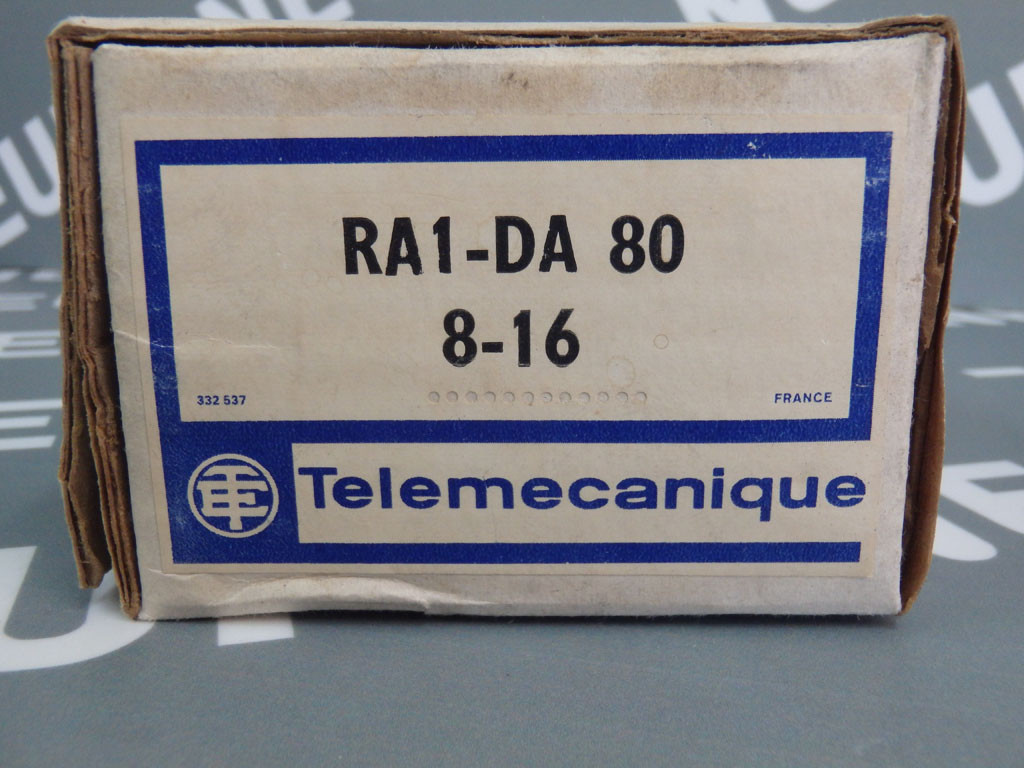 RA1-DA 80
8-16
332 537
FRANCE
Telemecanique